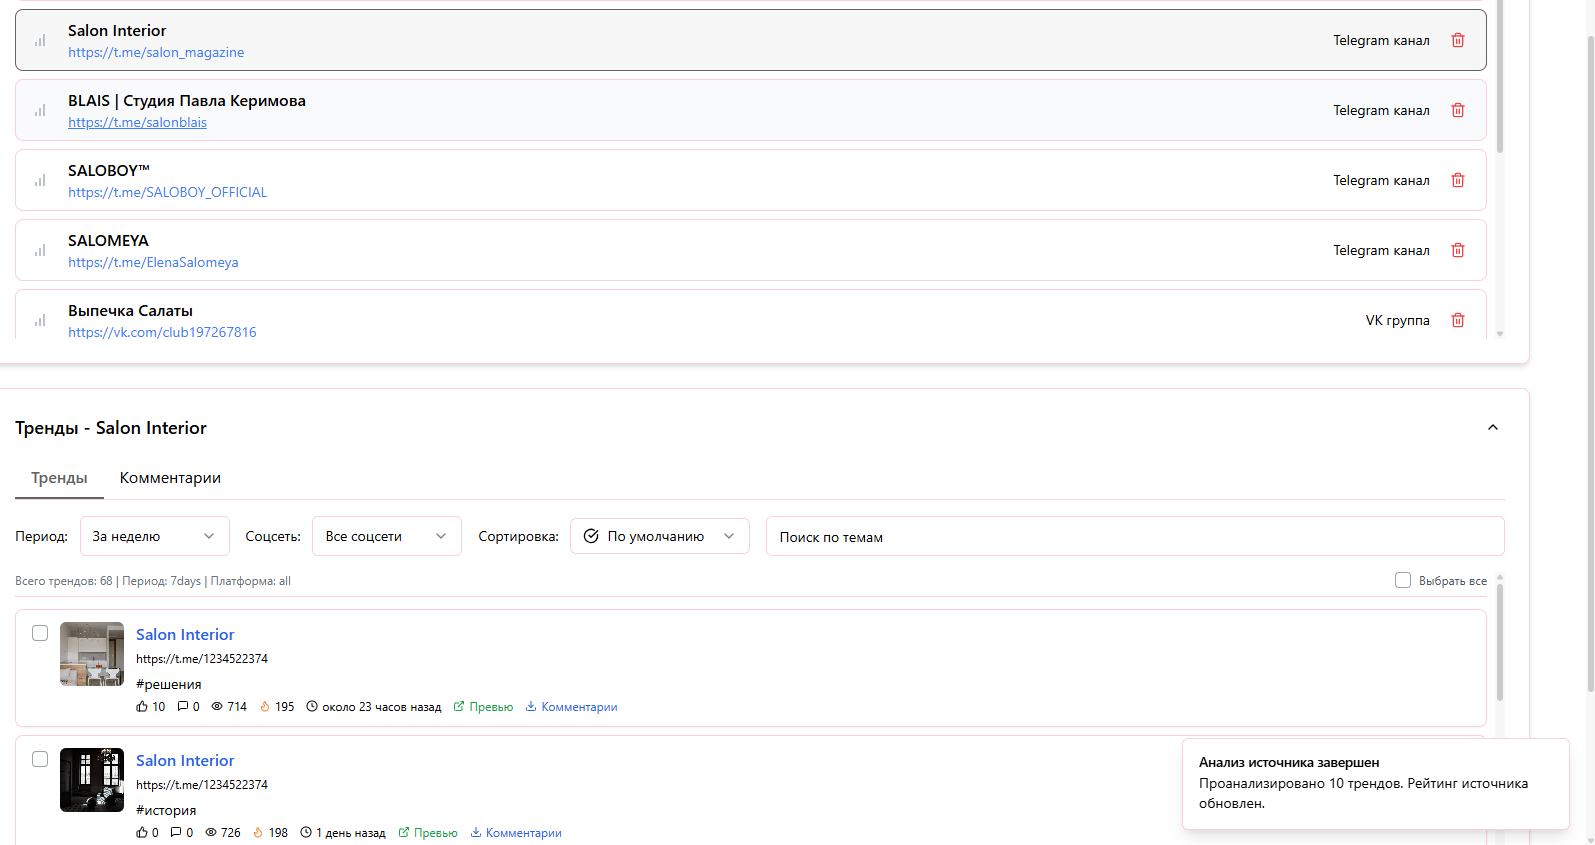 Salon Interior
https://t.me/salon_magazine
Telegram канал
BLAIS | Студия Павла Керимова
https://t.me/salonblais
Telegram канал
SALOBOY™
https://t.me/SALOBOY_OFFICIAL
Telegram канал
SALOMEYA
https://t.me/ElenaSalomeya
Telegram канал
Выпечка Салаты
https://vk.com/club197267816
VK группа
Тренды - Salon Interior
Тренды Комментарии
Период: За неделю Соцсеть: Все соцсети Сортировка: По умолчанию Поиск по темам
Всего трендов: 68 | Период: 7days | Платформа: all Выбрать все
Salon Interior
https://t.me/1234522374
#решения
10 0 714 195 около 23 часов назад Превью Комментарии
Salon Interior
https://t.me/1234522374
#история
0 0 726 198 1 день назад Превью Комментарии
Анализ источника завершен
Проанализировано 10 трендов. Рейтинг источника
обновлен.